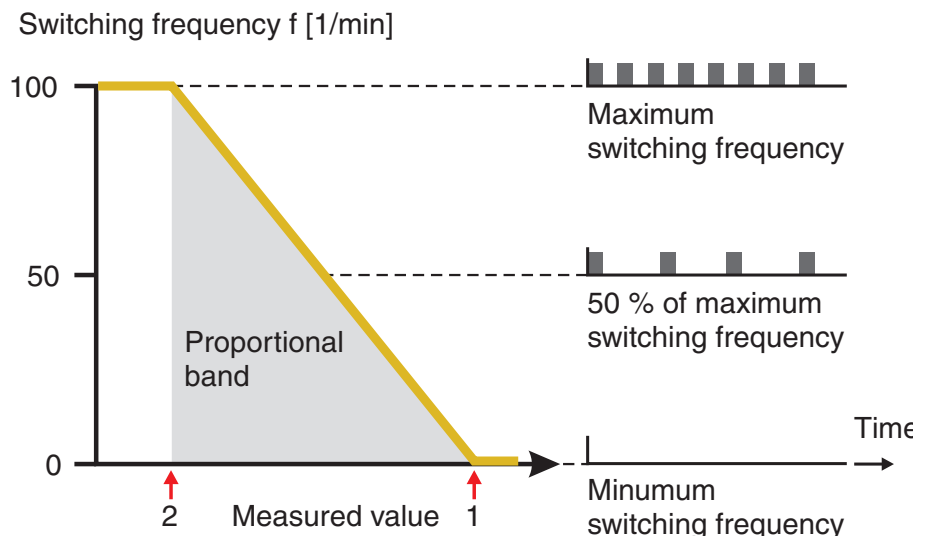 Switching frequency f [1/min]
100
Maximum
switching frequency
50
50 % of maximum
switching frequency
Proportional
band
Time
0
2 Measured value 1
Minumum
switching frequency